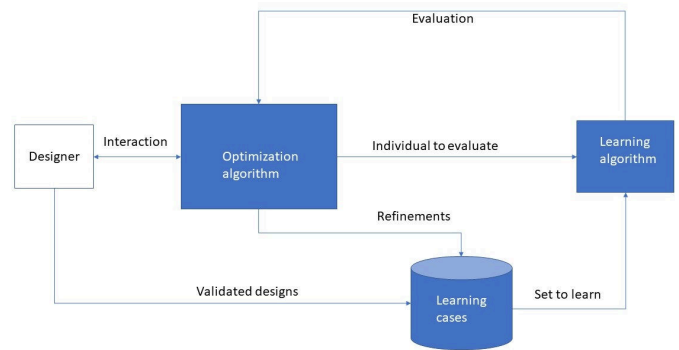 Evaluation
Designer
Interaction
Optimization
algorithm
Individual to evaluate
Learning
algorithm
Refinements
Validated designs
Learning
cases
Set to learn